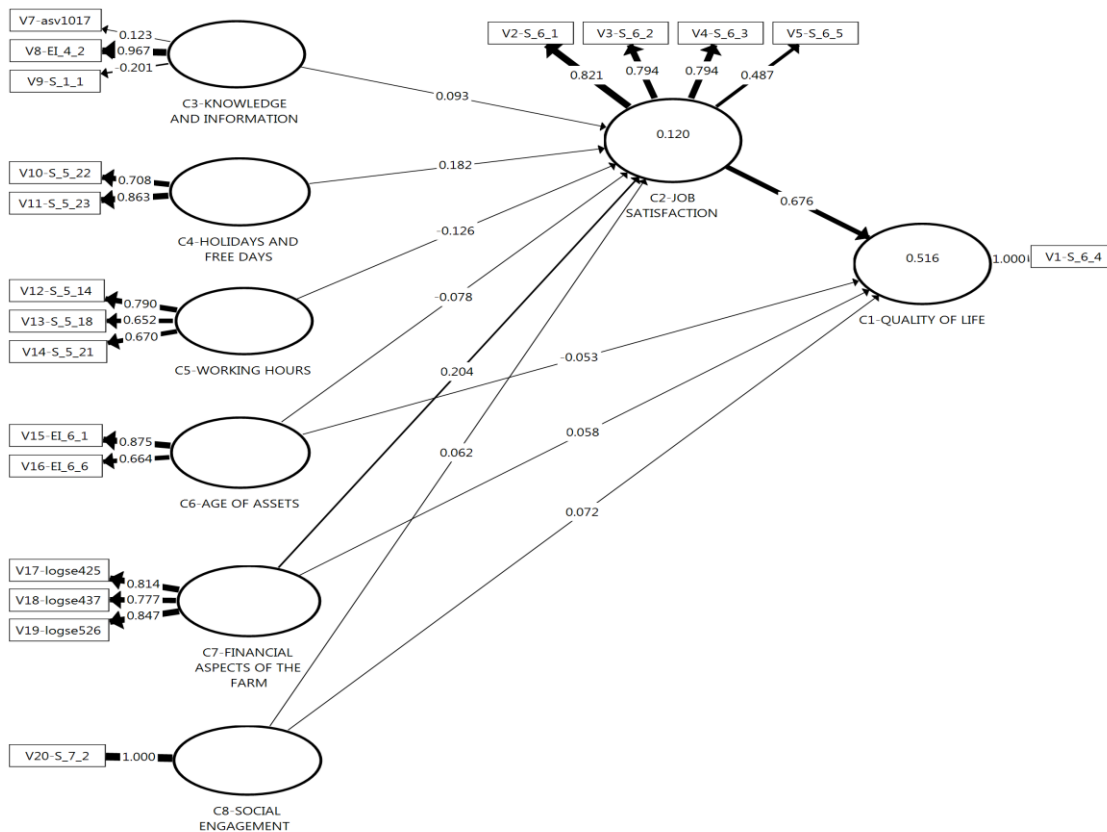 V7-asv1017
0.123
V8-EI_4_2
0.967
V9-S_1_1
-0.201
C3-KNOWLEDGE
AND INFORMATION
V10-S_5_22
0.708
V11-S_5_23
0.863
C4-HOLIDAYS AND
FREE DAYS
V12-S_5_14
0.790
V13-S_5_18
0.652
V14-S_5_21
0.670
C5-WORKING HOURS
V15-EI_6_1
0.875
V16-EI_6_6
0.664
C6-AGE OF ASSETS
V17-logse425
0.814
V18-logse437
0.777
V19-logse526
0.847
C7-FINANCIAL
ASPECTS OF THE
FARM
V20-S_7_2
1.000
C8-SOCIAL
ENGAGEMENT
0.093
0.182
-0.126
-0.078
0.204
0.062
-0.053
0.058
0.072
V2-S_6_1
V3-S_6_2
V4-S_6_3
V5-S_6_5
0.821
0.794
0.794
0.487
0.120
C2-JOB
SATISFACTION
0.676
0.516
C1-QUALITY OF LIFE
1.000
V1-S_6_4